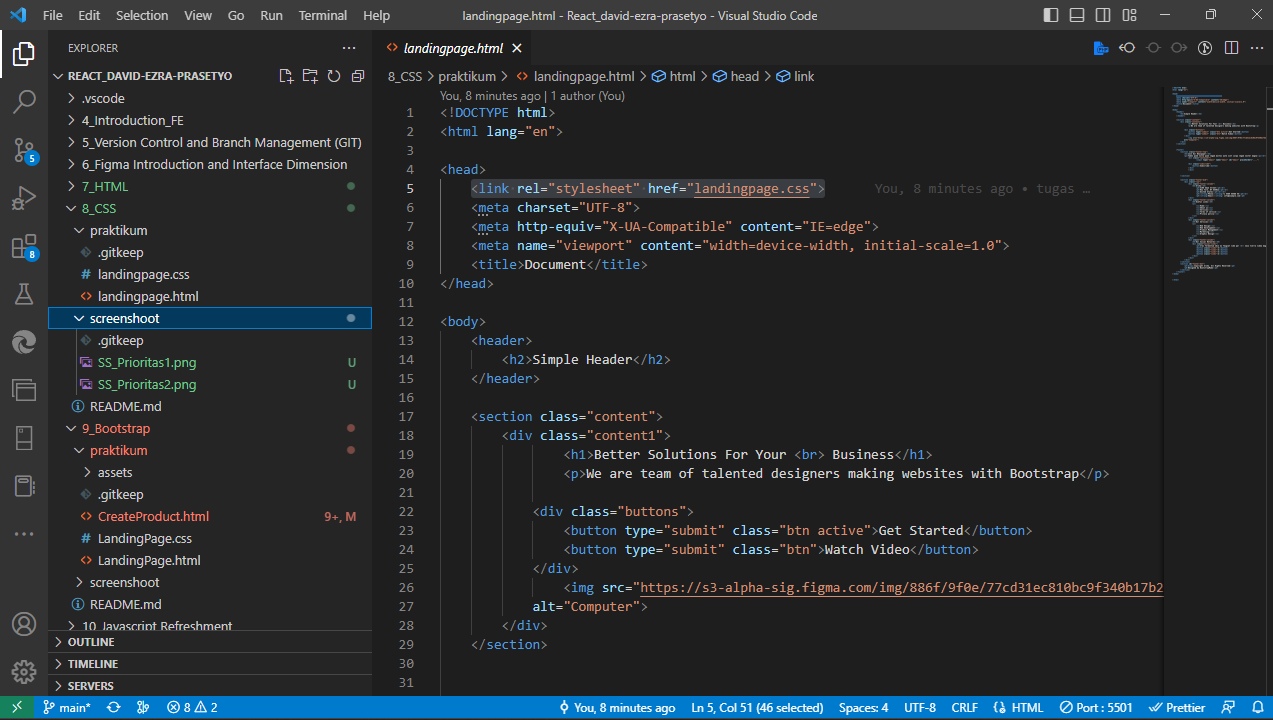 File Edit Selection View Go Run Terminal Help landingpage.html - React_david-ezra-prasetyo - Visual Studio Code
EXPLORER
REACT_DAVID-EZRA-PRASETYO
.vscode
4_Introduction_FE
5_Version Control and Branch Management (GIT)
6_Figma Introduction and Interface Dimension
7_HTML
8_CSS
praktikum
.gitkeep
# landingpage.css
<> landingpage.html
screenshoot
.gitkeep
SS_Prioritas1.png U
SS_Prioritas2.png U
README.md
9_Bootstrap
praktikum
assets
.gitkeep
<> CreateProduct.html 9+, M
# LandingPage.css
<> LandingPage.html
screenshoot
README.md
10_Javascript Refreshment
OUTLINE
TIMELINE
SERVERS
5
8
<> landingpage.html
8_CSS > praktikum > <> landingpage.html > html > head > link
You, 8 minutes ago | 1 author (You)
1 <!DOCTYPE html>
2 <html lang="en">
3
4 <head>
5 <link rel="stylesheet" href="landingpage.css"> You, 8 minutes ago • tugas …
6 <meta charset="UTF-8">
7 <meta http-equiv="X-UA-Compatible" content="IE=edge">
8 <meta name="viewport" content="width=device-width, initial-scale=1.0">
9 <title>Document</title>
10 </head>
11
12 <body>
13 <header>
14 <h2>Simple Header</h2>
15 </header>
16
17 <section class="content">
18 <div class="content1">
19 <h1>Better Solutions For Your <br> Business</h1>
20 <p>We are team of talented designers making websites with Bootstrap</p>
21
22 <div class="buttons">
23 <button type="submit" class="btn active">Get Started</button>
24 <button type="submit" class="btn">Watch Video</button>
25 </div>
26 <img src="https://s3-alpha-sig.figma.com/img/886f/9f0e/77cd31ec810bc9f340b17b2
27 alt="Computer">
28 </div>
29 </section>
30
31
main* 8 2 You, 8 minutes ago Ln 5, Col 51 (46 selected) Spaces: 4 UTF-8 CRLF HTML Port : 5501 Prettier